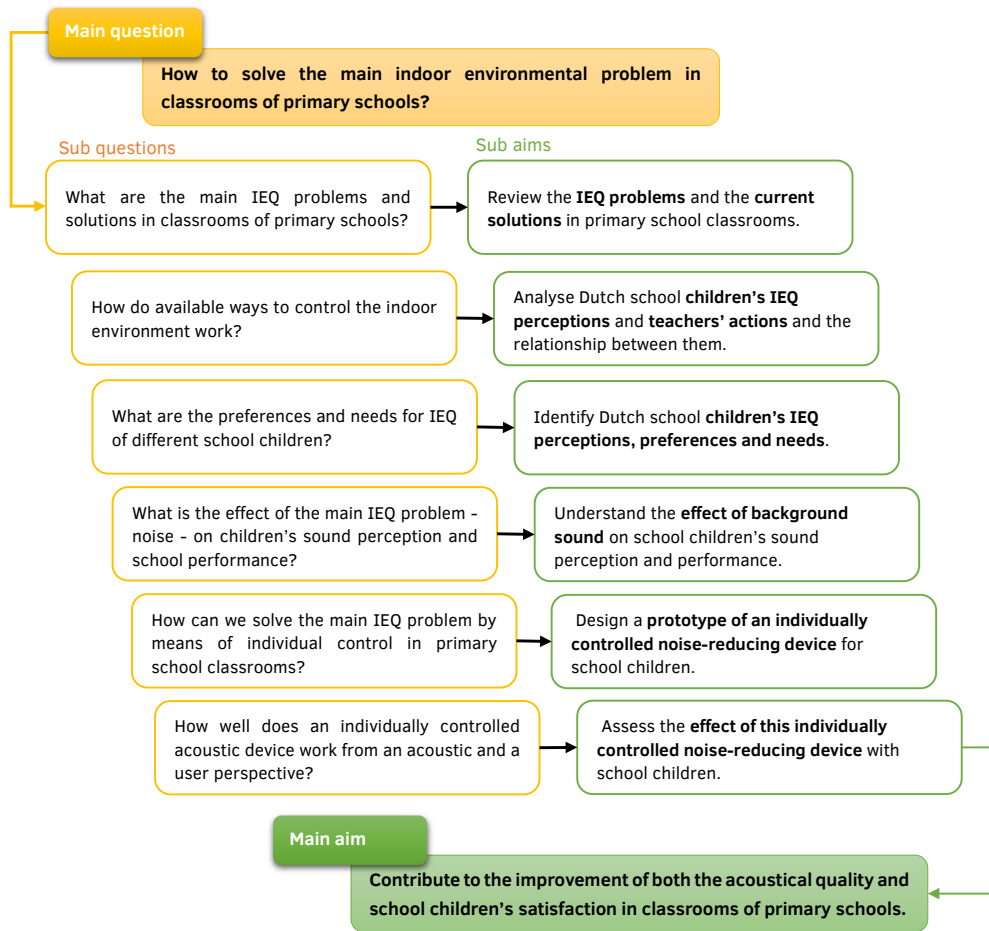 Main question
How to solve the main indoor environmental problem in
classrooms of primary schools?
Sub questions
Sub aims
What are the main IEQ problems and
solutions in classrooms of primary schools?
Review the IEQ problems and the current
solutions in primary school classrooms.
How do available ways to control the indoor
environment work?
Analyse Dutch school children’s IEQ
perceptions and teachers’ actions and the
relationship between them.
What are the preferences and needs for IEQ
of different school children?
Identify Dutch school children’s IEQ
perceptions, preferences and needs.
What is the effect of the main IEQ problem -
noise - on children’s sound perception and
school performance?
Understand the effect of background
sound on school children’s sound
perception and performance.
How can we solve the main IEQ problem by
means of individual control in primary
school classrooms?
Design a prototype of an individually
controlled noise-reducing device for
school children.
How well does an individually controlled
acoustic device work from an acoustic and a
user perspective?
Assess the effect of this individually
controlled noise-reducing device with
school children.
Main aim
Contribute to the improvement of both the acoustical quality and
school children’s satisfaction in classrooms of primary schools.